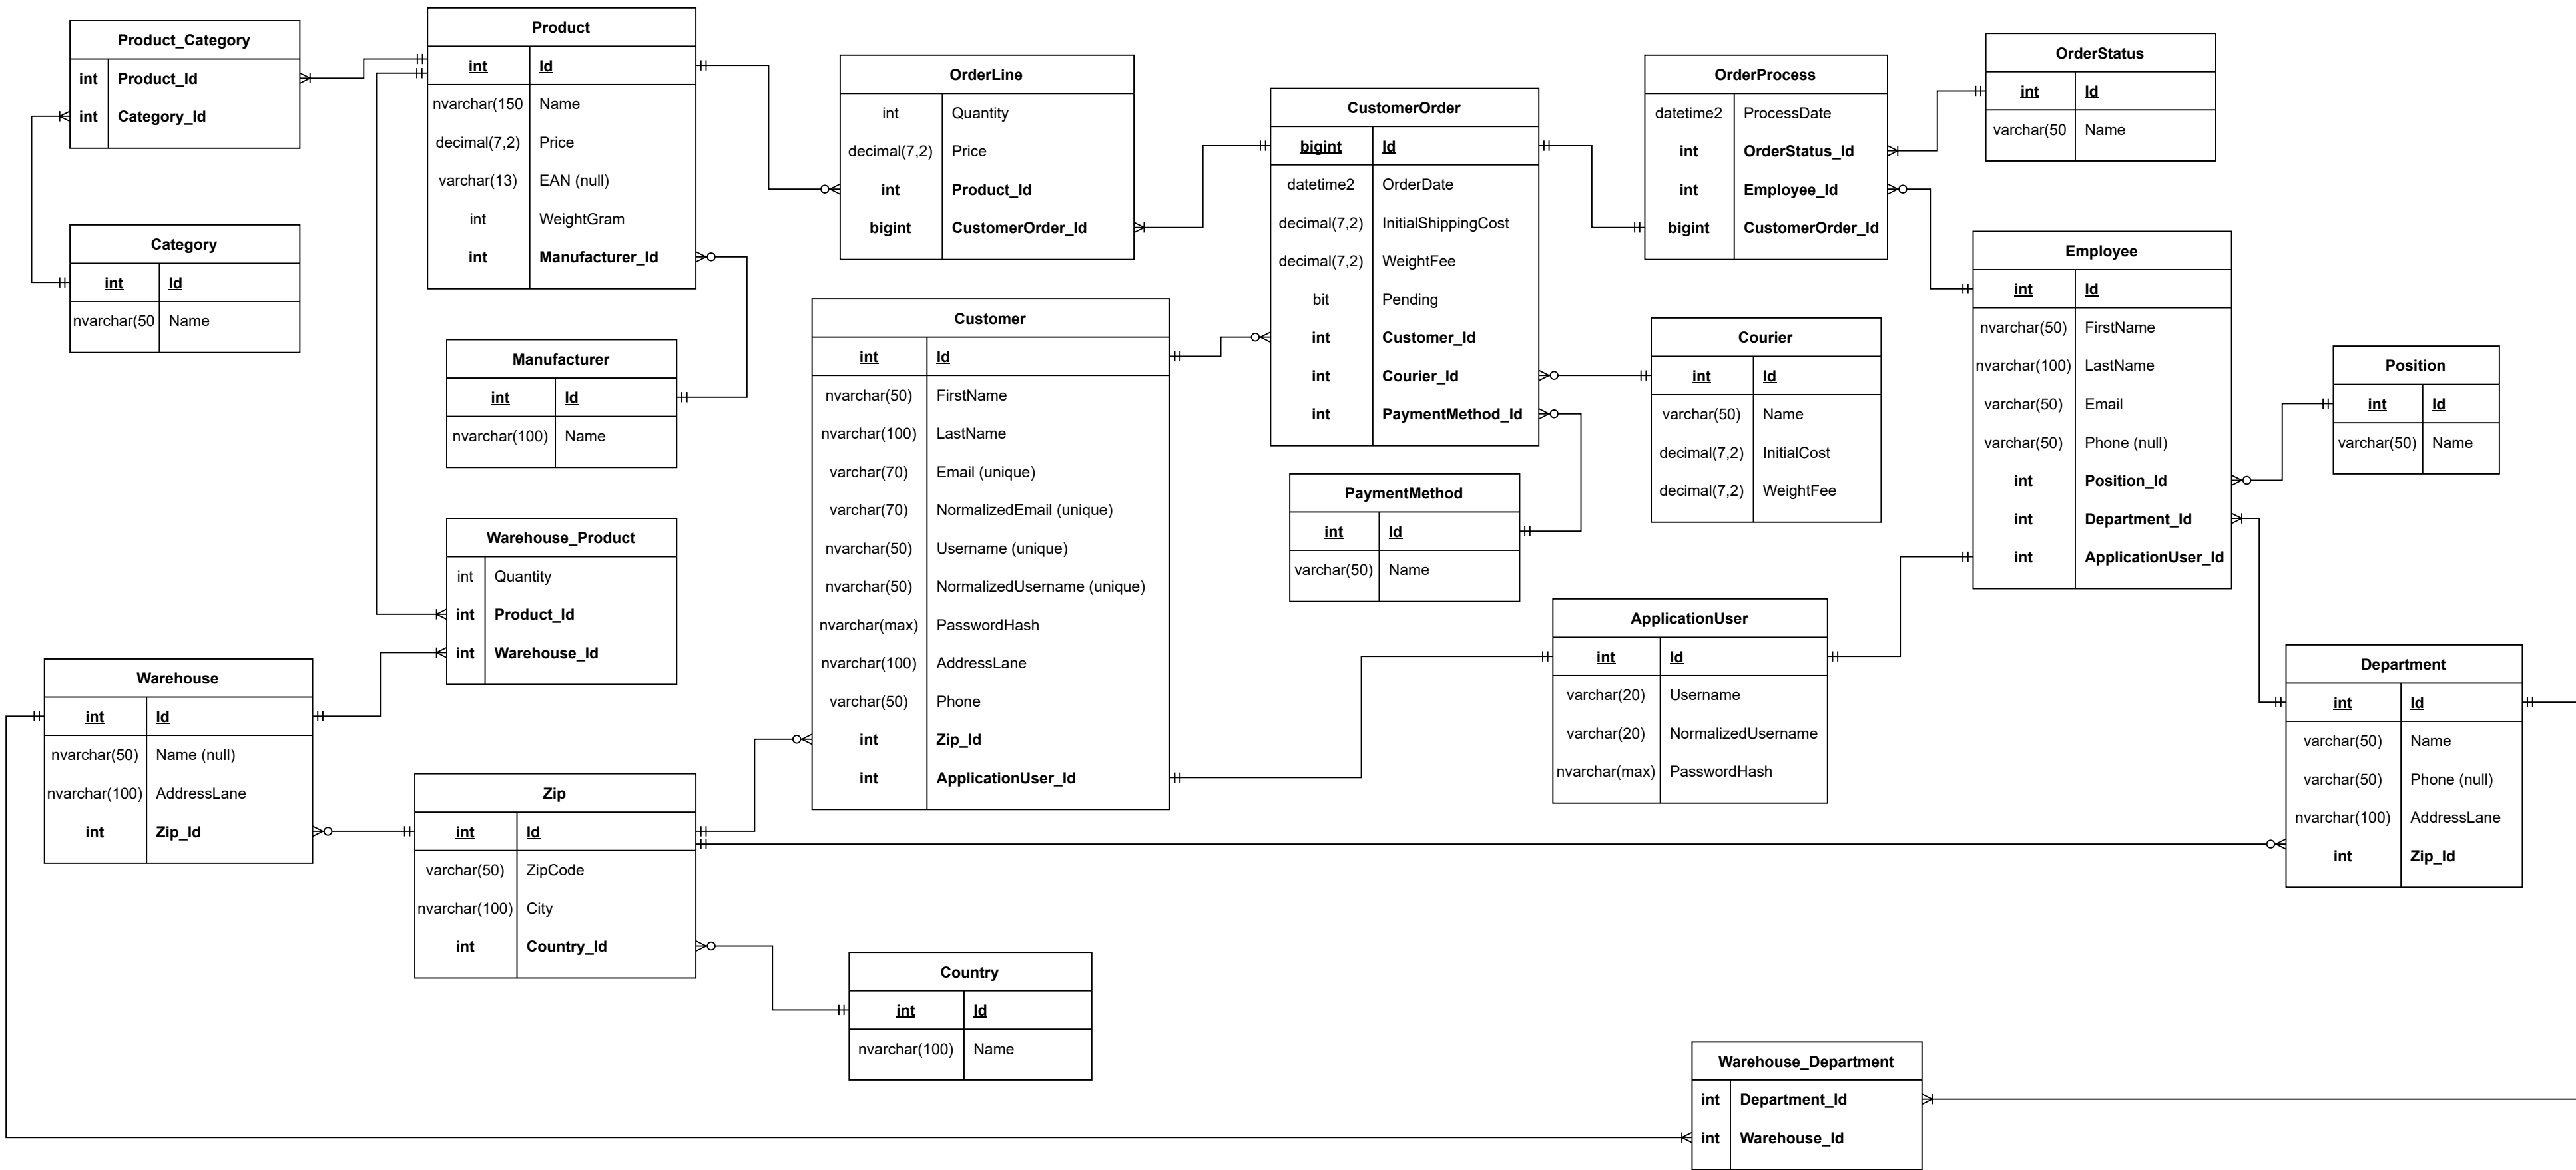 Product_Category
int Product_Id
int Category_Id
Category
int Id
nvarchar(50 Name
Product
int Id
nvarchar(150 Name
decimal(7,2) Price
varchar(13) EAN (null)
int WeightGram
int Manufacturer_Id
Manufacturer
int Id
nvarchar(100) Name
Warehouse_Product
int Quantity
int Product_Id
int Warehouse_Id
Warehouse
int Id
nvarchar(50) Name (null)
nvarchar(100) AddressLane
int Zip_Id
Zip
int Id
varchar(50) ZipCode
nvarchar(100) City
int Country_Id
OrderLine
int Quantity
decimal(7,2) Price
int Product_Id
bigint CustomerOrder_Id
Customer
int Id
nvarchar(50) FirstName
nvarchar(100) LastName
varchar(70) Email (unique)
varchar(70) NormalizedEmail (unique)
nvarchar(50) Username (unique)
nvarchar(50) NormalizedUsername (unique)
nvarchar(max) PasswordHash
nvarchar(100) AddressLane
varchar(50) Phone
int Zip_Id
int ApplicationUser_Id
Country
int Id
nvarchar(100) Name
CustomerOrder
bigint Id
datetime2 OrderDate
decimal(7,2) InitialShippingCost
decimal(7,2) WeightFee
bit Pending
int Customer_Id
int Courier_Id
int PaymentMethod_Id
PaymentMethod
int Id
varchar(50) Name
OrderProcess
datetime2 ProcessDate
int OrderStatus_Id
int Employee_Id
bigint CustomerOrder_Id
Courier
int Id
varchar(50) Name
decimal(7,2) InitialCost
decimal(7,2) WeightFee
ApplicationUser
int Id
varchar(20) Username
varchar(20) NormalizedUsername
nvarchar(max) PasswordHash
OrderStatus
int Id
varchar(50 Name
Employee
int Id
nvarchar(50) FirstName
nvarchar(100) LastName
varchar(50) Email
varchar(50) Phone (null)
int Position_Id
int Department_Id
int ApplicationUser_Id
Position
int Id
varchar(50) Name
Department
int Id
varchar(50) Name
varchar(50) Phone (null)
nvarchar(100) AddressLane
int Zip_Id
Warehouse_Department
int Department_Id
int Warehouse_Id